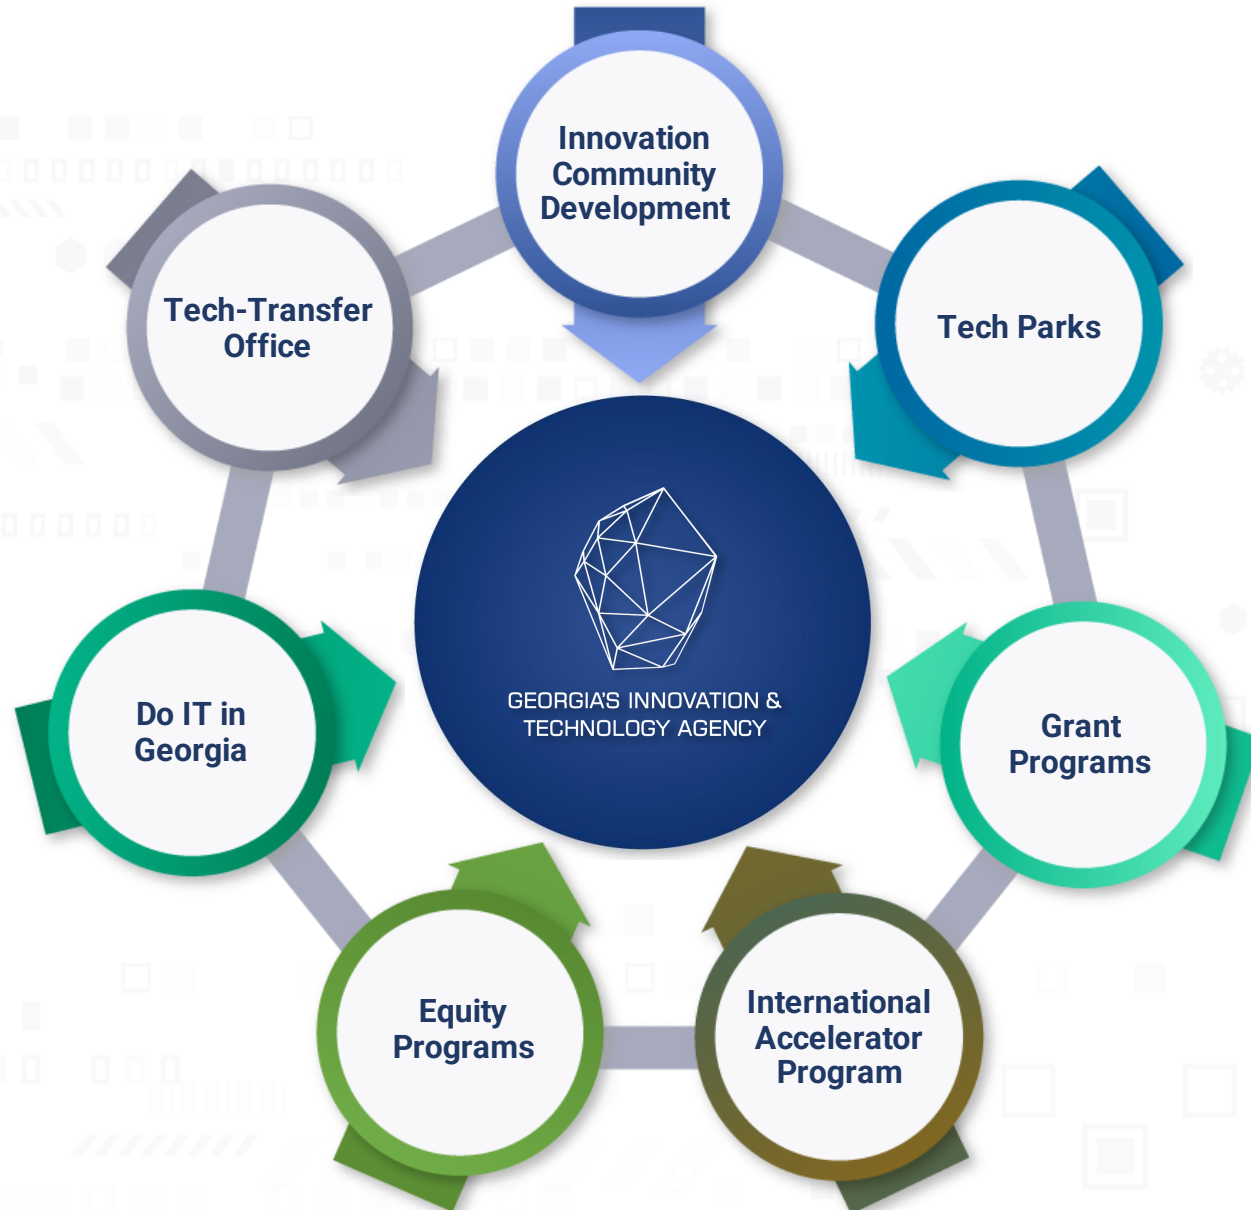 Innovation
Community
Development
Tech Parks
Grant
Programs
International
Accelerator
Program
Equity
Programs
Do IT in
Georgia
Tech-Transfer
Office
GEORGIA'S INNOVATION &
TECHNOLOGY AGENCY